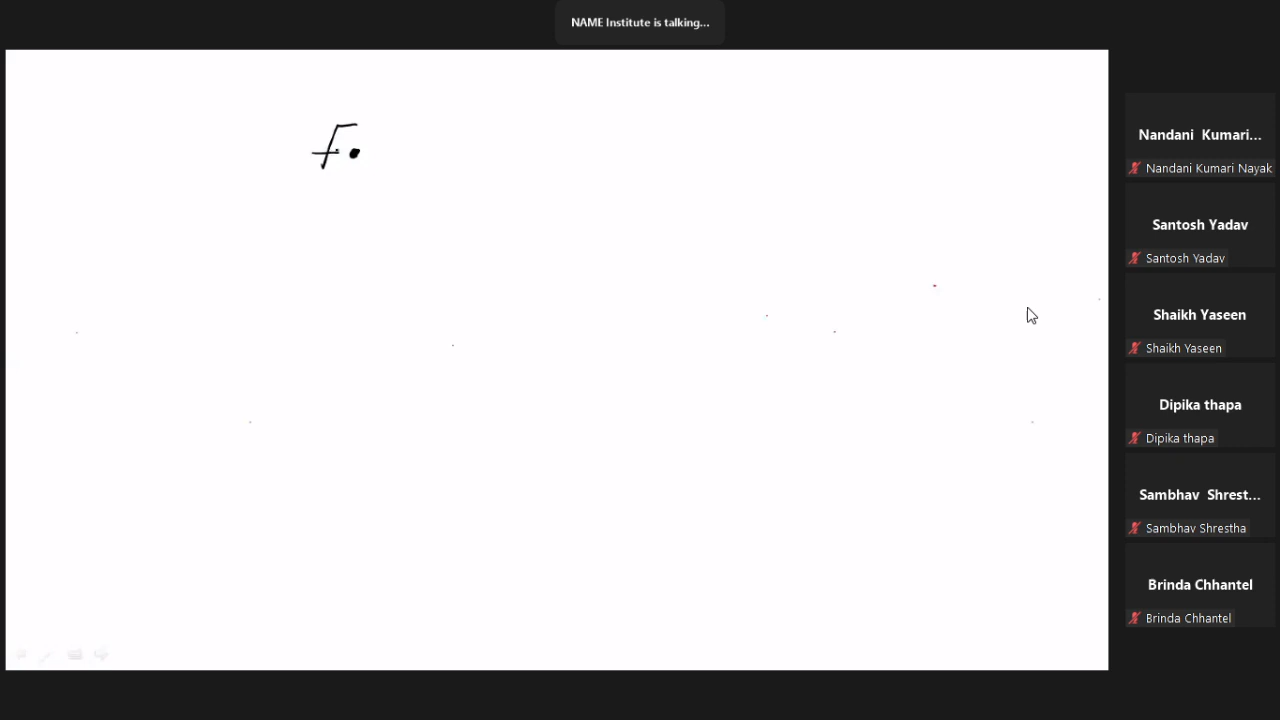 NAME Institute is talking...
f.
Nandani Kumari...
Nandani Kumari Nayak
Santosh Yadav
Santosh Yadav
Shaikh Yaseen
Shaikh Yaseen
Dipika thapa
Dipika thapa
Sambhav Shrest...
Sambhav Shrestha
Brinda Chhantel
Brinda Chhantel